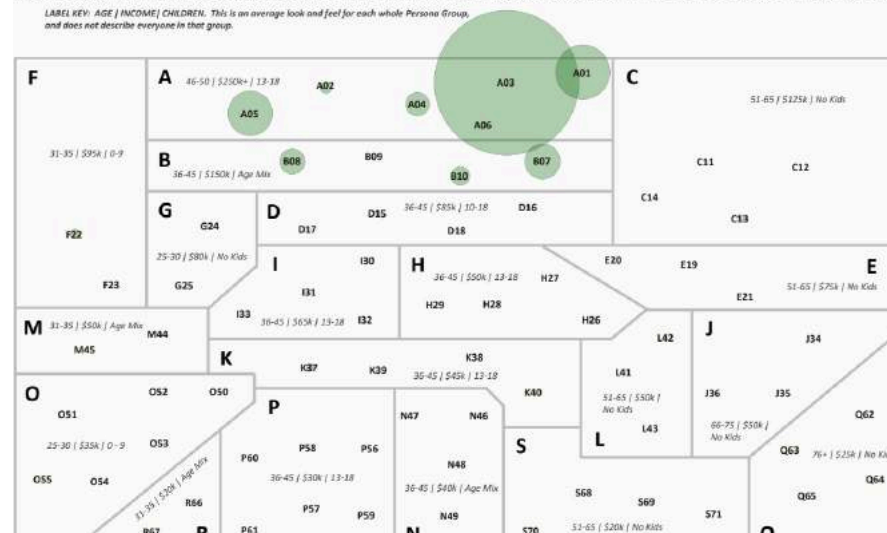 LABEL KEY: AGE | INCOME| CHILDREN. This is an average look and feel for each whole Persona Group,
and does not describe everyone in that group.
F
31-35 | $95k | 0-9
F22
F23
A
46-50 | $250k+ | 13-18
A02
A03
A01
A04
A05
A06
C
51-65 | $125k | No Kids
C11
C12
C14
C13
B
B08
B09
B07
36-45 | $150k | Age Mix
B10
G
G24
25-30 | $80k | No Kids
G25
D
D15
36-45 | $85k | 10-18
D16
D17
D18
I
I30
I31
I33
36-45 | $65k | 13-18
I32
H
36-45 | $50k | 13-18
H27
H29
H28
H26
E20
E19
E
51-65 | $75k | No Kids
E21
M
31-35 | $50k | Age Mix
M44
M45
K
K37
K39
K38
36-45 | $45k | 13-18
K40
L42
L41
51-65 | $50k |
No Kids
L43
L
J
J34
J36
J35
66-75 | $50k |
No Kids
O
O52
O50
O51
25-30 | $35k | 0 - 9
O53
O55
O54
P
P60
P58
P56
36-45 | $30k | 13-18
P57
P59
P61
31-35 | $20k | Age Mix
R66
R67
R
N47
N46
N48
36-45 | $40k | Age Mix
N49
N
S
S68
S69
S71
S70
51-65 | $20k | No Kids
Q62
Q63
76+ | $25k | No
Q64
Q65
Q